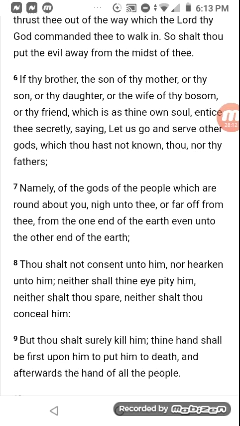 6:13 PM
thrust thee out of the way which the Lord thy
God commanded thee to walk in. So shalt thou
put the evil away from the midst of thee.
6 If thy brother, the son of thy mother, or thy
son, or thy daughter, or the wife of thy bosom,
or thy friend, which is as thine own soul, entice
thee secretly, saying, Let us go and serve other
gods, which thou hast not known, thou, nor thy
fathers;
7 Namely, of the gods of the people which are
round about you, nigh unto thee, or far off from
thee, from the one end of the earth even unto
the other end of the earth;
8 Thou shalt not consent unto him, nor hearken
unto him; neither shall thine eye pity him,
neither shalt thou spare, neither shalt thou
conceal him:
9 But thou shalt surely kill him; thine hand shall
be first upon him to put him to death, and
afterwards the hand of all the people.
Recorded by mobizen